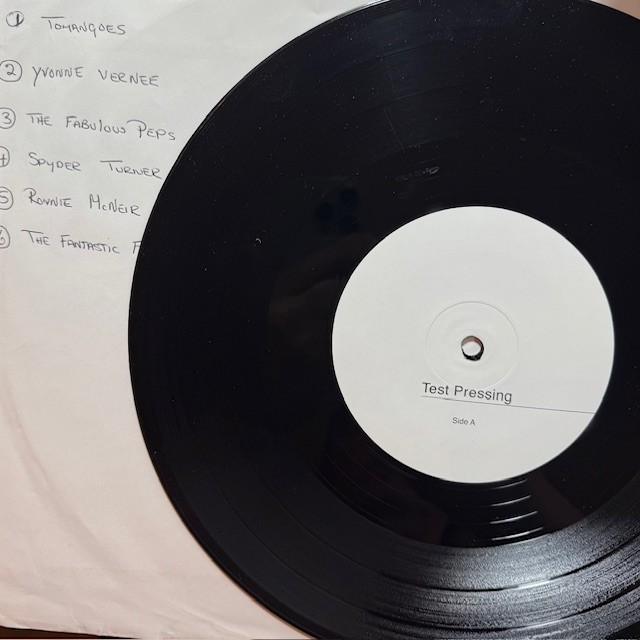 ① TOMANGOES
② YVONNE VERNEE
③ THE FABULOUS PEPS
④ SPYDER TURNER
⑤ RONNIE McNEIR
⑥ THE FANTASTIC
Test Pressing
Side A